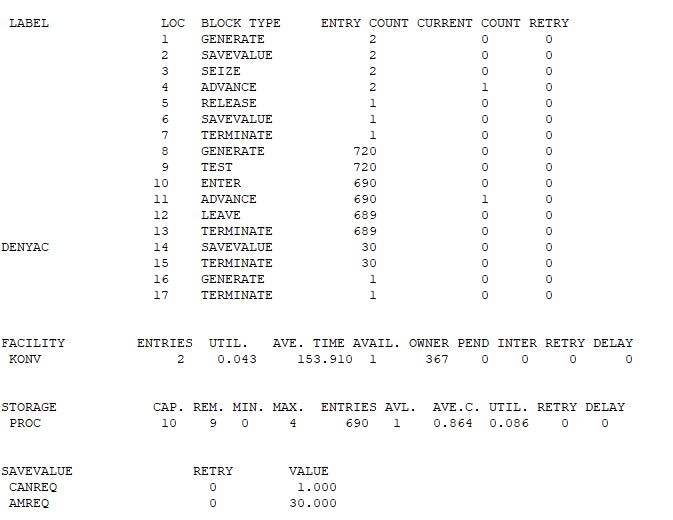 LABEL LOC BLOCK TYPE ENTRY COUNT CURRENT COUNT RETRY
1 GENERATE 2 0 0
2 SAVEVALUE 2 0 0
3 SEIZE 2 0 0
4 ADVANCE 2 1 0
5 RELEASE 1 0 0
6 SAVEVALUE 1 0 0
7 TERMINATE 1 0 0
8 GENERATE 720 0 0
9 TEST 720 0 0
10 ENTER 690 0 0
11 ADVANCE 690 1 0
12 LEAVE 689 0 0
13 TERMINATE 689 0 0
DENYAC 14 SAVEVALUE 30 0 0
15 TERMINATE 30 0 0
16 GENERATE 1 0 0
17 TERMINATE 1 0 0
FACILITY ENTRIES UTIL. AVE. TIME AVAIL. OWNER PEND INTER RETRY DELAY
KONV 2 0.043 153.910 1 367 0 0 0 0
STORAGE CAP. REM. MIN. MAX. ENTRIES AVL. AVE.C. UTIL. RETRY DELAY
PROC 10 9 0 4 690 1 0.864 0.086 0 0
SAVEVALUE RETRY VALUE
CANREQ 0 1.000
AMREQ 0 30.000